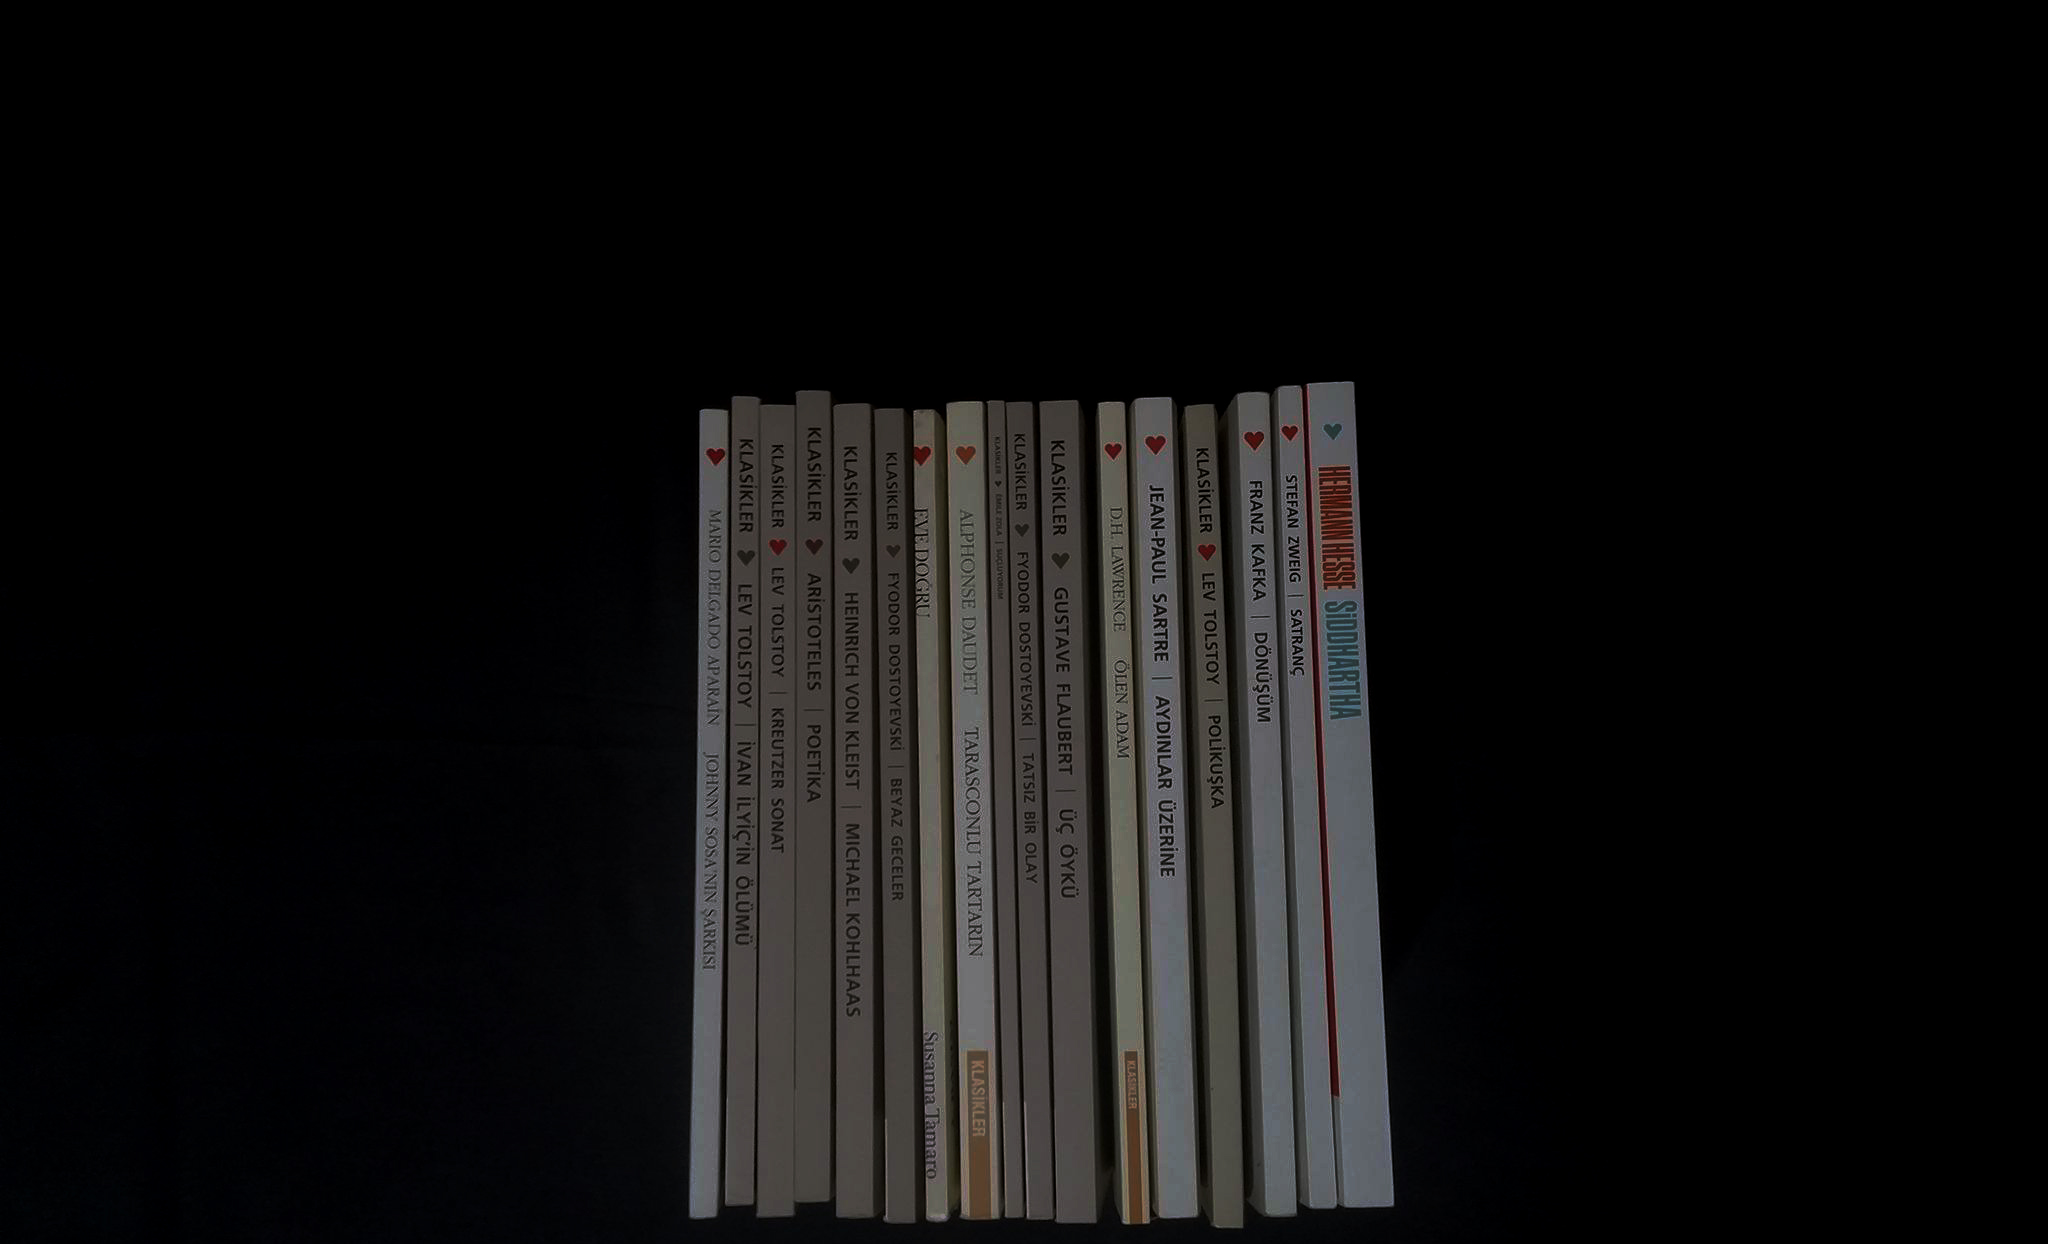 MARIO DELGADO APARAÍN JOHNNY SOSA'NIN ŞARKISI
KLASİKLER LEV TOLSTOY | İVAN İLYİÇ'İN ÖLÜMÜ
KLASİKLER LEV TOLSTOY | KREUTZER SONAT
KLASİKLER ARİSTOTELES | POETİKA
KLASİKLER HEINRICH VON KLEIST | MICHAEL KOHLHAAS
KLASİKLER FYODOR DOSTOYEVSKİ | BEYAZ GECELER
EVE DOĞRU Susanna Tamaro
ALPHONSE DAUDET TARASCONLU TARTARIN KLASİKLER
KLASİKLER EMILE ZOLA | SUÇLUYORUM
KLASİKLER FYODOR DOSTOYEVSKİ | TATSIZ BİR OLAY
KLASİKLER GUSTAVE FLAUBERT | ÜÇ ÖYKÜ
D.H. LAWRENCE ÖLEN ADAM KLASİKLER
JEAN-PAUL SARTRE | AYDINLAR ÜZERİNE
KLASİKLER LEV TOLSTOY | POLİKUŞKA
FRANZ KAFKA | DÖNÜŞÜM
STEFAN ZWEIG | SATRANÇ
HERMANN HESSE SİDDHARTHA